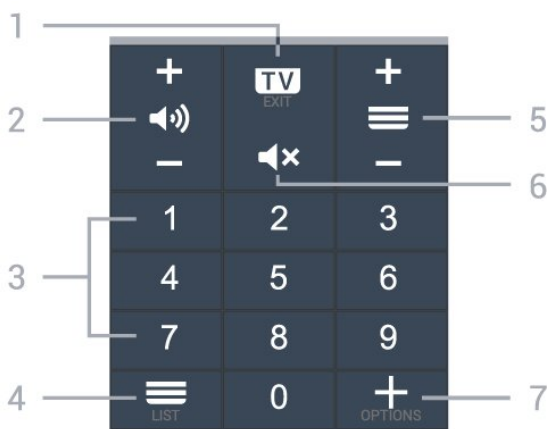 1
+ TV +
EXIT
2 5
- -
6
1 2 3
3 4 5 6
7 8 9
4 0 + 7
LIST OPTIONS